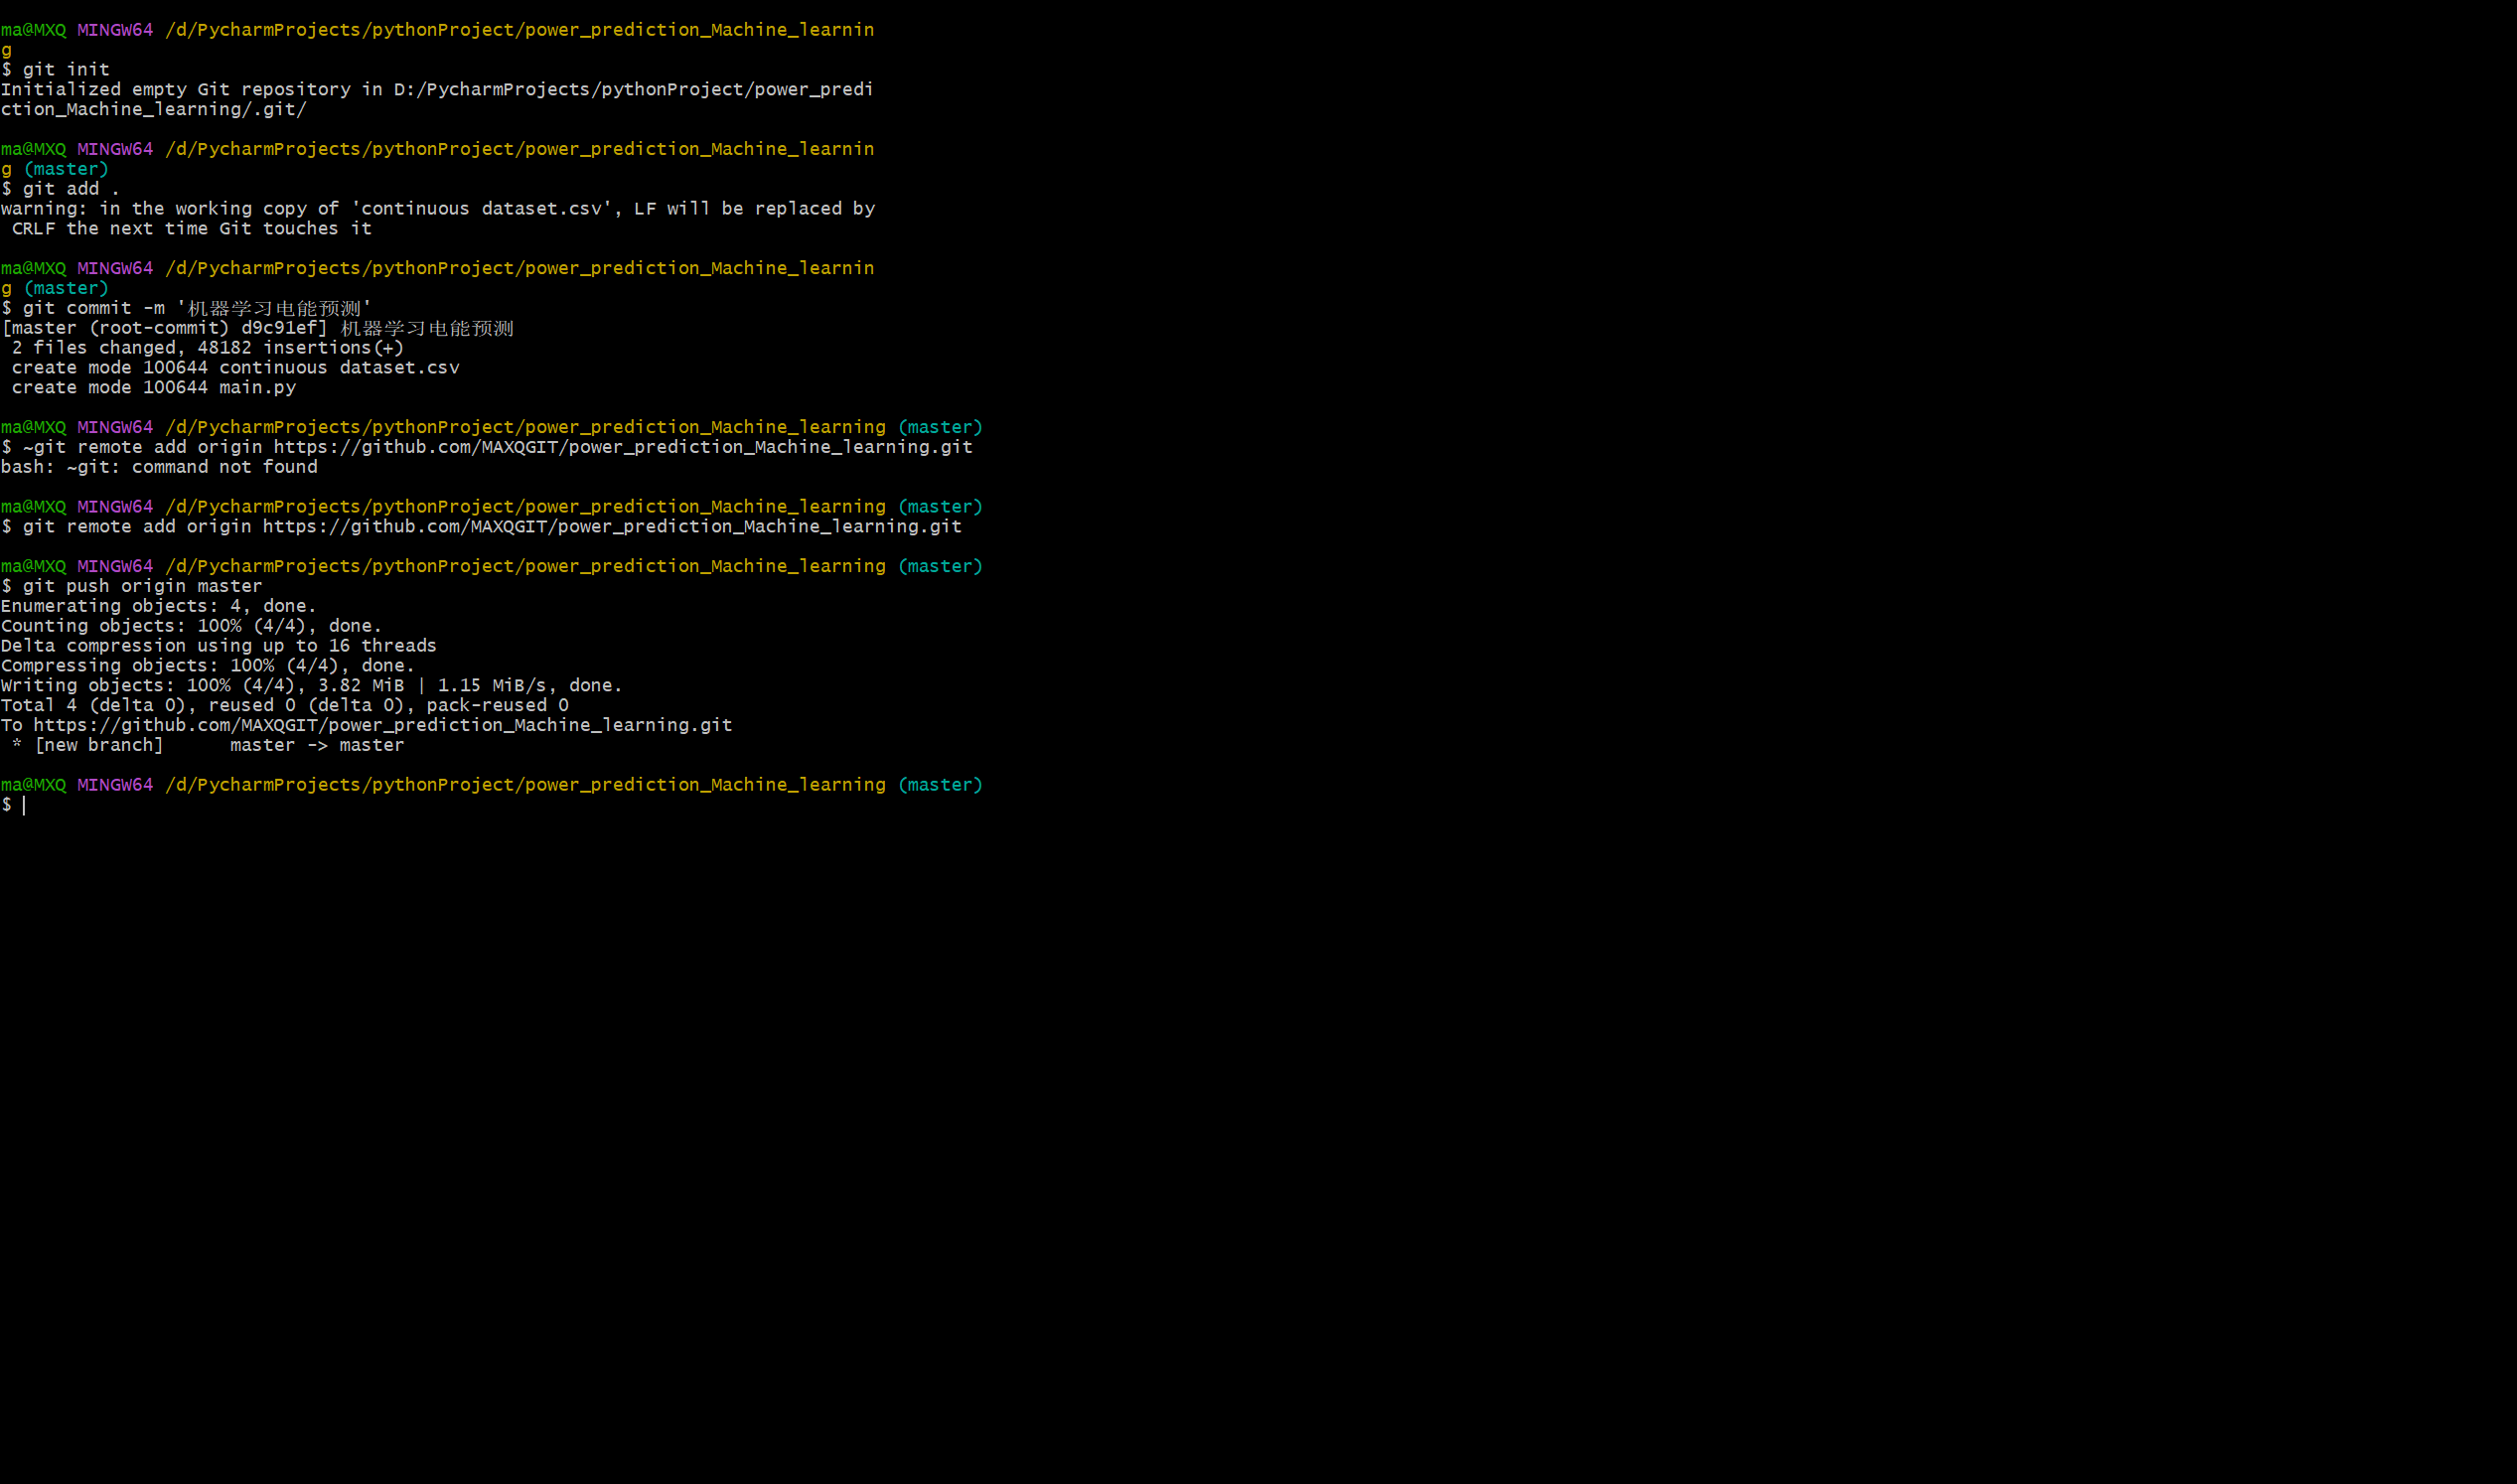 ma@MXQ MINGW64 /d/PycharmProjects/pythonProject/power_prediction_Machine_learnin
g
$ git init
Initialized empty Git repository in D:/PycharmProjects/pythonProject/power_predi
ction_Machine_learning/.git/
ma@MXQ MINGW64 /d/PycharmProjects/pythonProject/power_prediction_Machine_learnin
g (master)
$ git add .
warning: in the working copy of 'continuous dataset.csv', LF will be replaced by
 CRLF the next time Git touches it
ma@MXQ MINGW64 /d/PycharmProjects/pythonProject/power_prediction_Machine_learnin
g (master)
$ git commit -m '机器学习电能预测'
[master (root-commit) d9c91ef] 机器学习电能预测
 2 files changed, 48182 insertions(+)
 create mode 100644 continuous dataset.csv
 create mode 100644 main.py
ma@MXQ MINGW64 /d/PycharmProjects/pythonProject/power_prediction_Machine_learning (master)
$ ~git remote add origin https://github.com/MAXQGIT/power_prediction_Machine_learning.git
bash: ~git: command not found
ma@MXQ MINGW64 /d/PycharmProjects/pythonProject/power_prediction_Machine_learning (master)
$ git remote add origin https://github.com/MAXQGIT/power_prediction_Machine_learning.git
ma@MXQ MINGW64 /d/PycharmProjects/pythonProject/power_prediction_Machine_learning (master)
$ git push origin master
Enumerating objects: 4, done.
Counting objects: 100% (4/4), done.
Delta compression using up to 16 threads
Compressing objects: 100% (4/4), done.
Writing objects: 100% (4/4), 3.82 MiB | 1.15 MiB/s, done.
Total 4 (delta 0), reused 0 (delta 0), pack-reused 0
To https://github.com/MAXQGIT/power_prediction_Machine_learning.git
 * [new branch]      master -> master
ma@MXQ MINGW64 /d/PycharmProjects/pythonProject/power_prediction_Machine_learning (master)
$